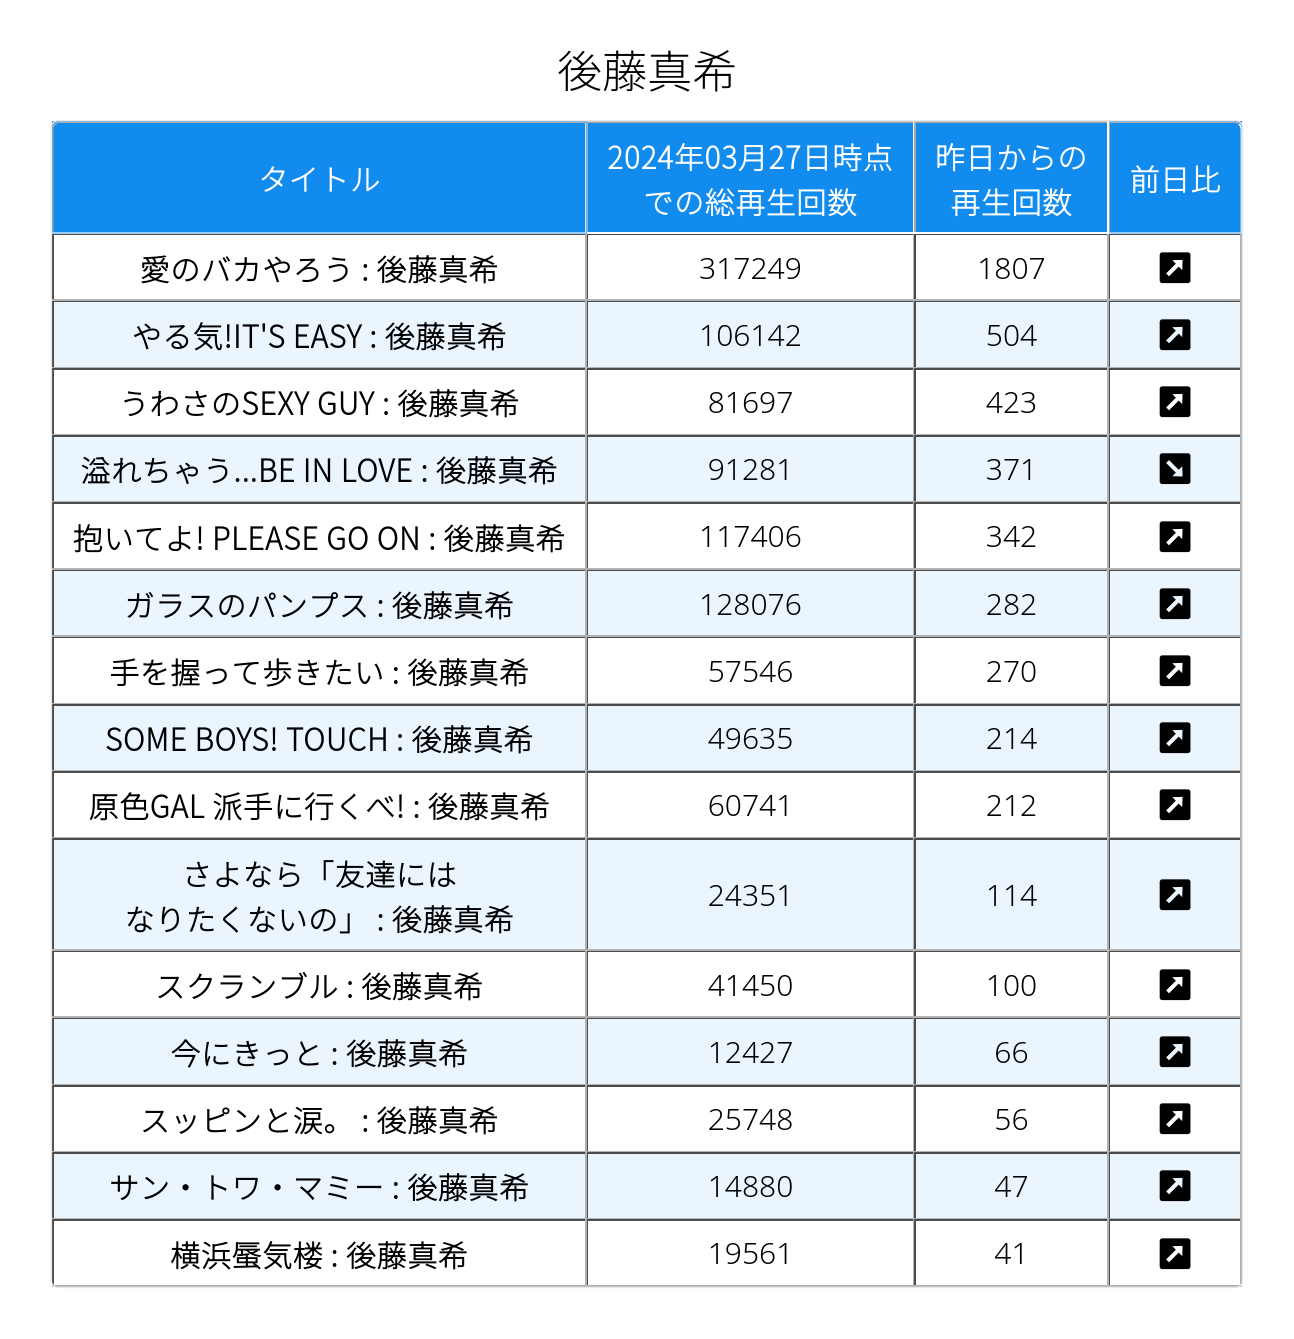 後藤真希
タイトル
2024年03月27日時点
での総再生回数
昨日からの
再生回数
前日比
愛のバカやろう : 後藤真希 317249 1807 ↗
やる気!IT'S EASY : 後藤真希 106142 504 ↗
うわさのSEXY GUY : 後藤真希 81697 423 ↗
溢れちゃう...BE IN LOVE : 後藤真希 91281 371 ↘
抱いてよ! PLEASE GO ON : 後藤真希 117406 342 ↗
ガラスのパンプス : 後藤真希 128076 282 ↗
手を握って歩きたい : 後藤真希 57546 270 ↗
SOME BOYS! TOUCH : 後藤真希 49635 214 ↗
原色GAL 派手に行くべ! : 後藤真希 60741 212 ↗
さよなら「友達には
なりたくないの」 : 後藤真希 24351 114 ↗
スクランブル : 後藤真希 41450 100 ↗
今にきっと : 後藤真希 12427 66 ↗
スッピンと涙。 : 後藤真希 25748 56 ↗
サン・トワ・マミー : 後藤真希 14880 47 ↗
横浜蜃気楼 : 後藤真希 19561 41 ↗